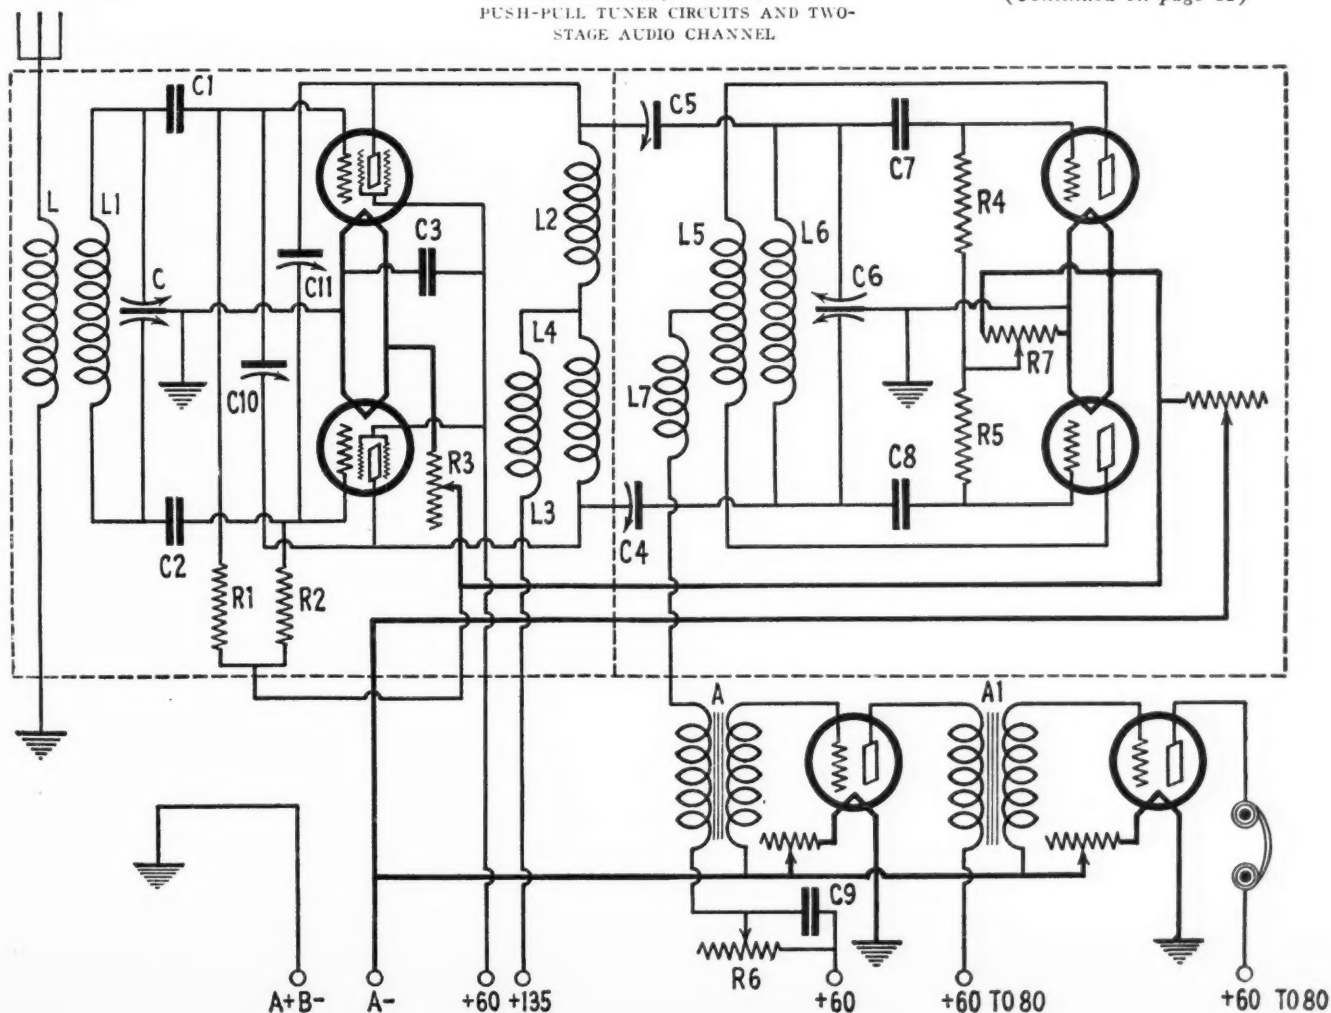 PUSH-PULL TUNER CIRCUITS AND TWO-
STAGE AUDIO CHANNEL
C1
C5
C7
R4
L
L1
C3
L2
L5
L6
C
C11
C6
L4
R7
C10
L7
R3
R5
C8
L3
C2
C4
R1
R2
A
A1
C9
R6
A+B-
A-
+60
+135
+60
+60 TO 80
+60 TO 80